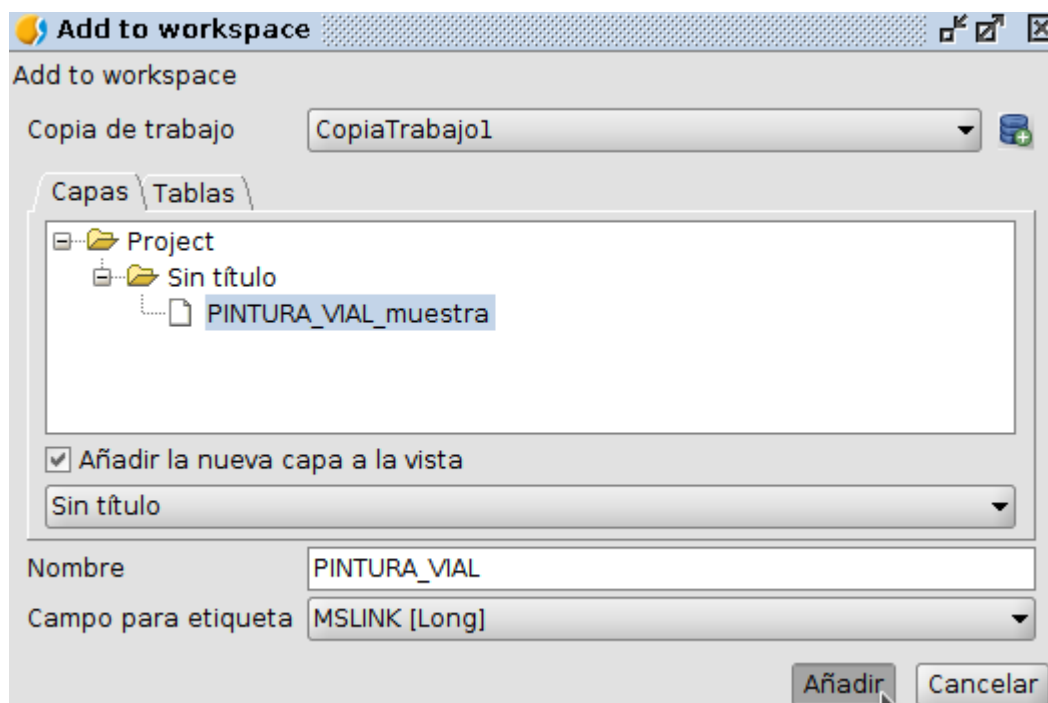 Add to workspace
Add to workspace
Copia de trabajo CopiaTrabajo1
Capas Tablas
Project
Sin título
PINTURA_VIAL_muestra
Añadir la nueva capa a la vista
Sin título
Nombre PINTURA_VIAL
Campo para etiqueta MSLINK [Long]
Añadir Cancelar